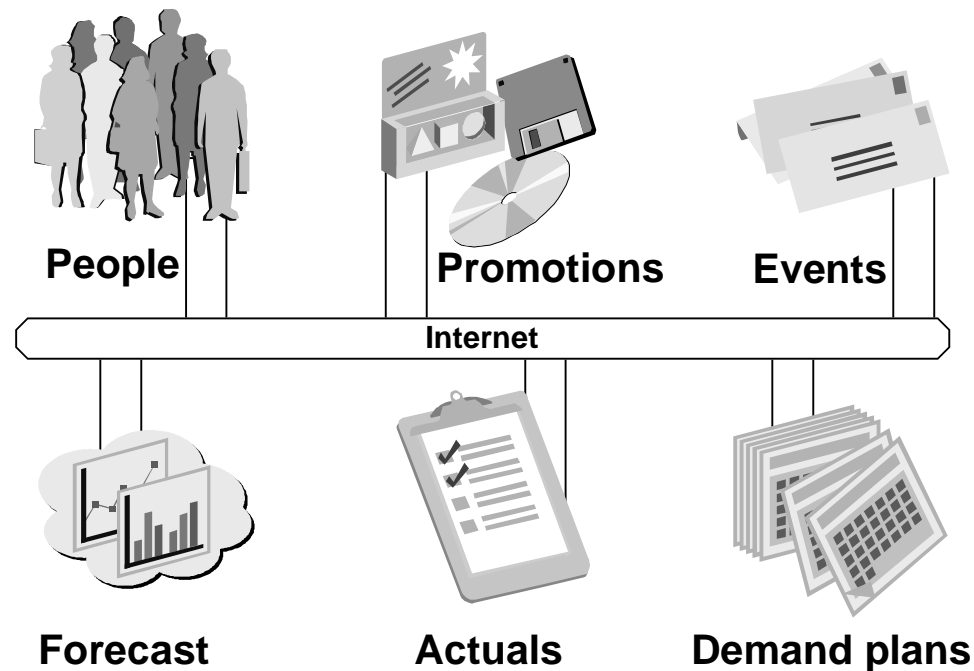 People
Promotions
Events
Internet
Forecast
Actuals
Demand plans